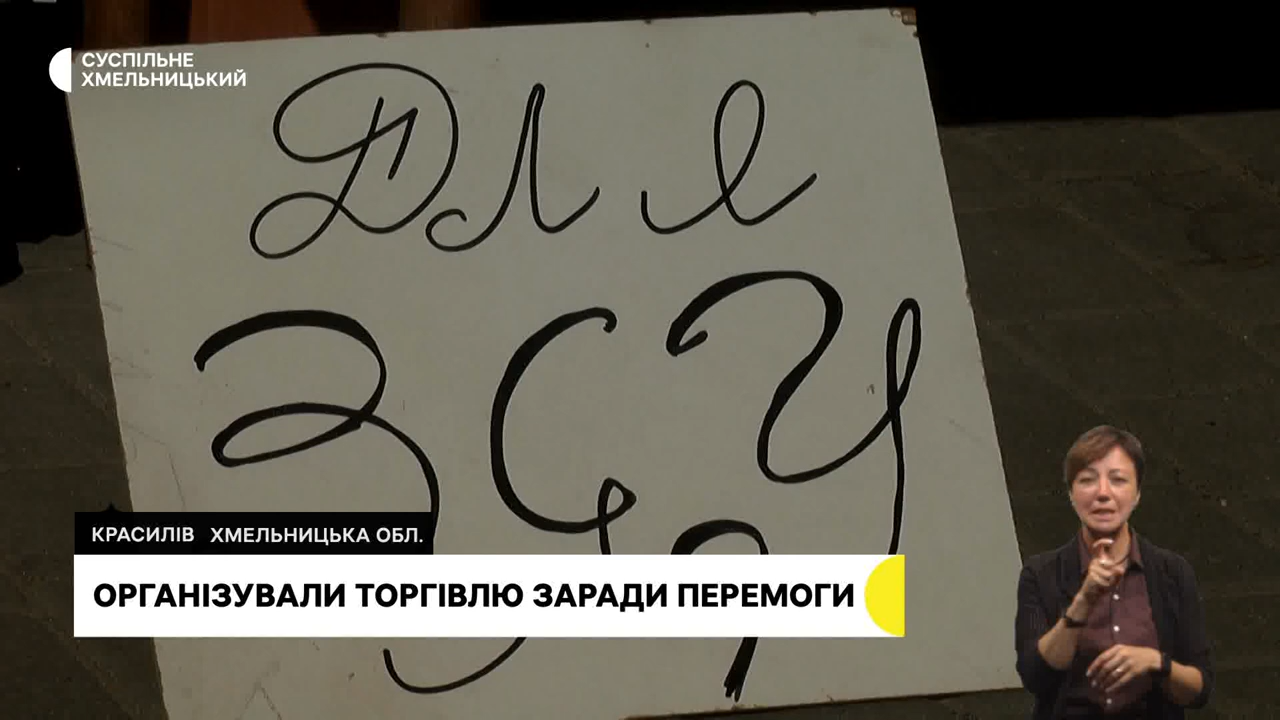 СУСПІЛЬНЕ
ХМЕЛЬНИЦЬКИЙ
Для
ЗСУ
КРАСИЛІВ ХМЕЛЬНИЦЬКА ОБЛ.
ОРГАНІЗУВАЛИ ТОРГІВЛЮ ЗАРАДИ ПЕРЕМОГИ